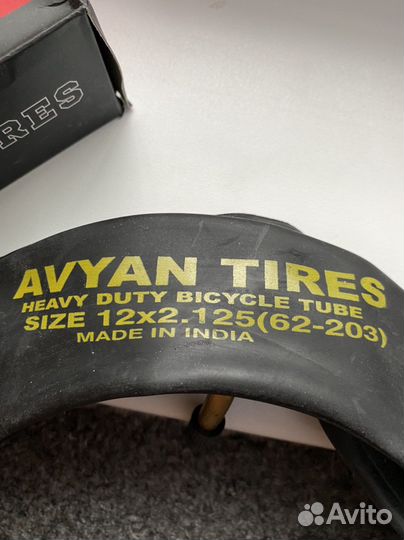 RES
AVYAN TIRES
HEAVY DUTY BICYCLE TUBE
SIZE 12x2.125(62-203)
MADE IN INDIA
Avito